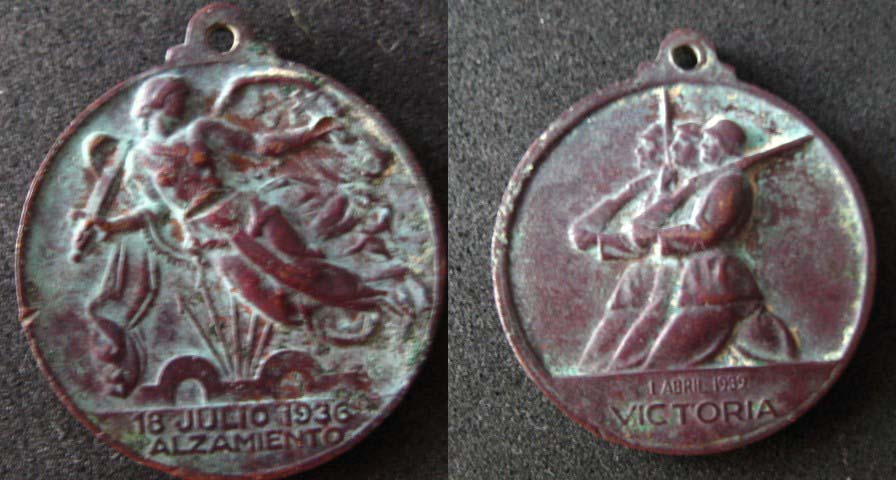 18 JULIO 1936
ALZAMIENTO
1 ABRIL 1939
VICTORIA